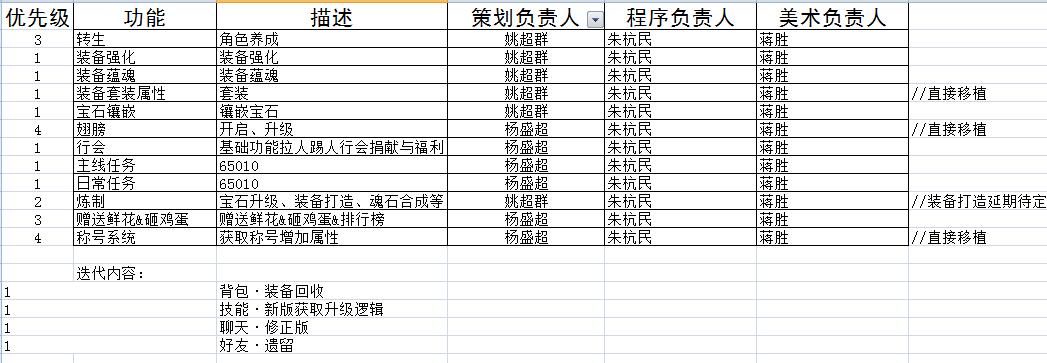 优先级 功能 描述 策划负责人 程序负责人 美术负责人
3 转生 角色养成 姚超群 朱杭民 蒋胜
1 装备强化 装备强化 姚超群 朱杭民 蒋胜
1 装备蕴魂 装备蕴魂 姚超群 朱杭民 蒋胜
1 装备套装属性 套装 姚超群 朱杭民 蒋胜 //直接移植
1 宝石镶嵌 镶嵌宝石 姚超群 朱杭民 蒋胜
4 翅膀 开启、升级 杨盛超 朱杭民 蒋胜 //直接移植
1 行会 基础功能拉人踢人行会捐献与福利 杨盛超 朱杭民 蒋胜
1 主线任务 65010 杨盛超 朱杭民 蒋胜
1 日常任务 65010 杨盛超 朱杭民 蒋胜
2 炼制 宝石升级、装备打造、魂石合成等 姚超群 朱杭民 蒋胜 //装备打造延期待定
3 赠送鲜花&砸鸡蛋 赠送鲜花&砸鸡蛋&排行榜 杨盛超 朱杭民 蒋胜
4 称号系统 获取称号增加属性 杨盛超 朱杭民 蒋胜 //直接移植
迭代内容：
1 背包·装备回收
1 技能·新版获取升级逻辑
1 聊天·修正版
1 好友·遗留